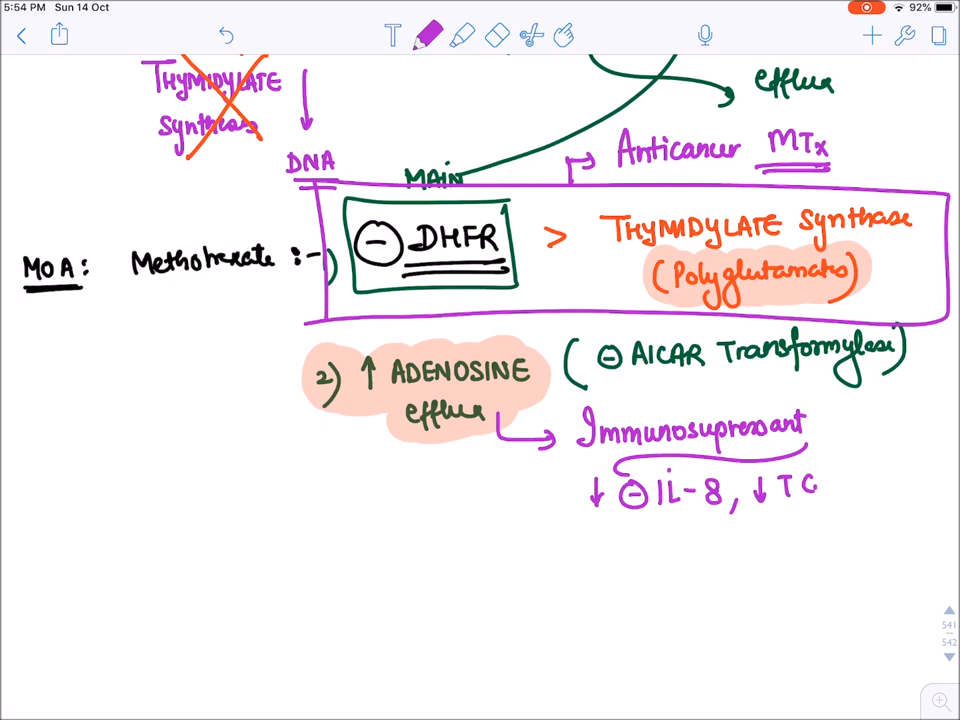 5:54 PM Sun 14 Oct 92%
T
THYMIDYLATE
Synthase
efflux
DNA
MAIN
Anticancer MTx
MOA: Methotrexate :- 1) ⊖ DHFR > THYMIDYLATE Synthase
(Polyglutamates)
2) ↑ ADENOSINE (⊖ AICAR Transformylase)
efflux
Immunosupressant
↓ ⊖ IL-8, ↓ TC
541
542